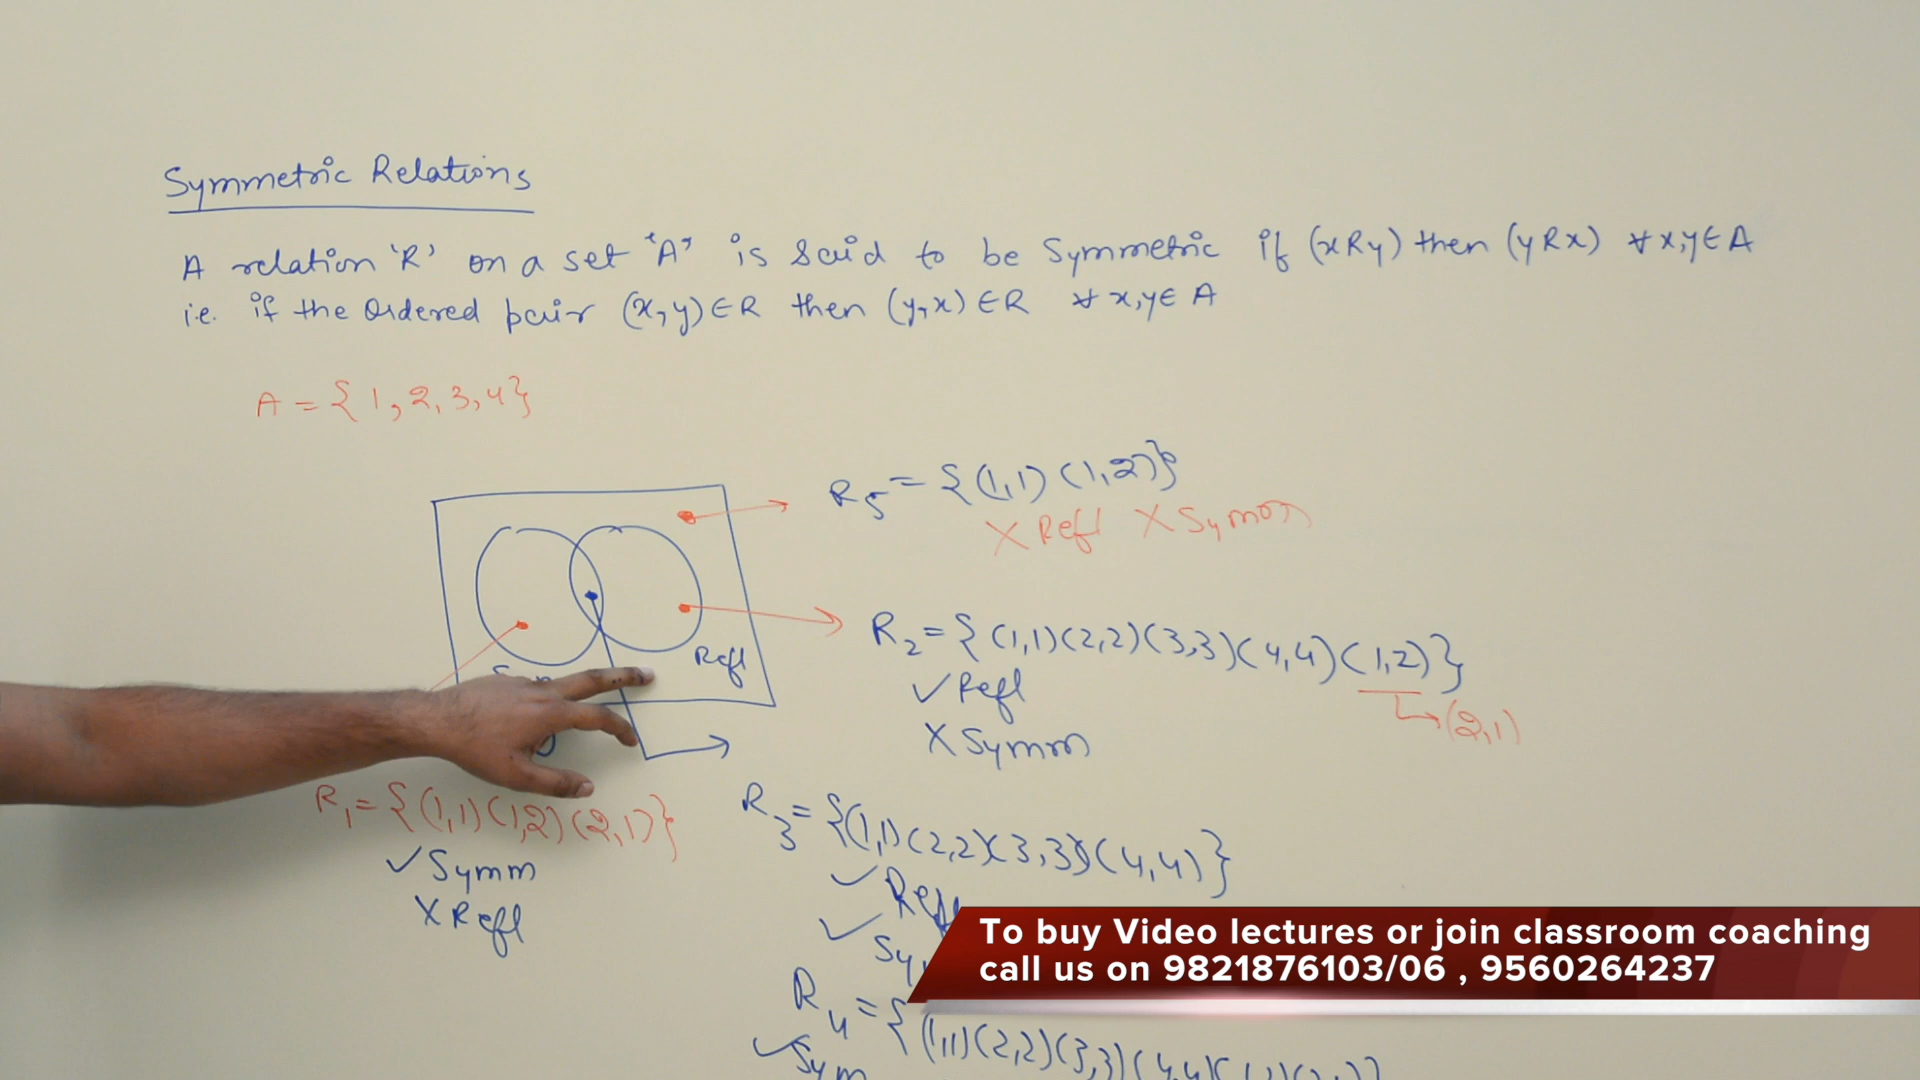 Symmetric Relations
A relation 'R' on a set 'A' is said to be Symmetric if (xRy) then (yRx) ∀ x,y∈A
i.e. if the Ordered pair (x,y)∈R then (y,x)∈R ∀ x,y∈A
A = {1,2,3,4}
R5 = {(1,1) (1,2)}
X Refl X Symm
R2 = {(1,1)(2,2)(3,3)(4,4)(1,2)}
Refl
✓ Refl
(2,1)
X Symm
R1 = {(1,1)(1,2)(2,1)}
✓ Symm
X Refl
R3 = {(1,1)(2,2)(3,3)(4,4)}
✓ Refl
✓ Sy
R4 = {(1,1)(2,2)(3,3)(4,4)
✓ Sym
To buy Video lectures or join classroom coaching
call us on 9821876103/06 , 9560264237